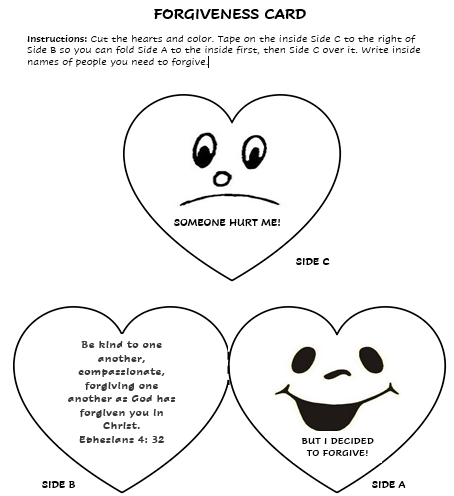 FORGIVENESS CARD
Instructions: Cut the hearts and color. Tape on the inside Side C to the right of
Side B so you can fold Side A to the inside first, then Side C over it. Write inside
names of people you need to forgive.
SOMEONE HURT ME!
SIDE C
Be kind to one
another,
compassionate,
forgiving one
another as God has
forgiven you in
Christ.
Ephesians 4: 32
SIDE B
BUT I DECIDED
TO FORGIVE!
SIDE A